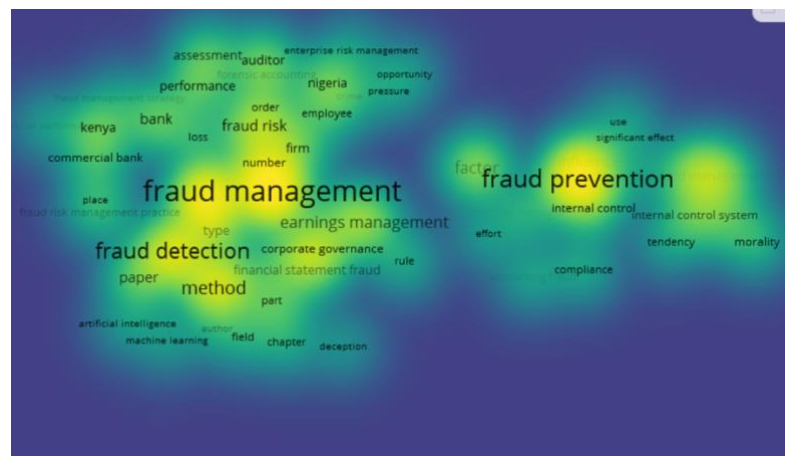 enterprise risk management
assessment
auditor
forensic accounting
opportunity
nigeria
performance
pressure
crime
fraud management strategy
order
employee
bank
fraud risk
kenya
loss
firm
commercial bank
number
fraud management
place
fraud risk management practice
earnings management
type
fraud detection
corporate governance
rule
financial statement fraud
paper
method
part
artificial intelligence
author
machine learning
field
chapter
deception
use
significant effect
factor
fraud prevention
internal control
internal control system
effort
tendency
morality
compliance